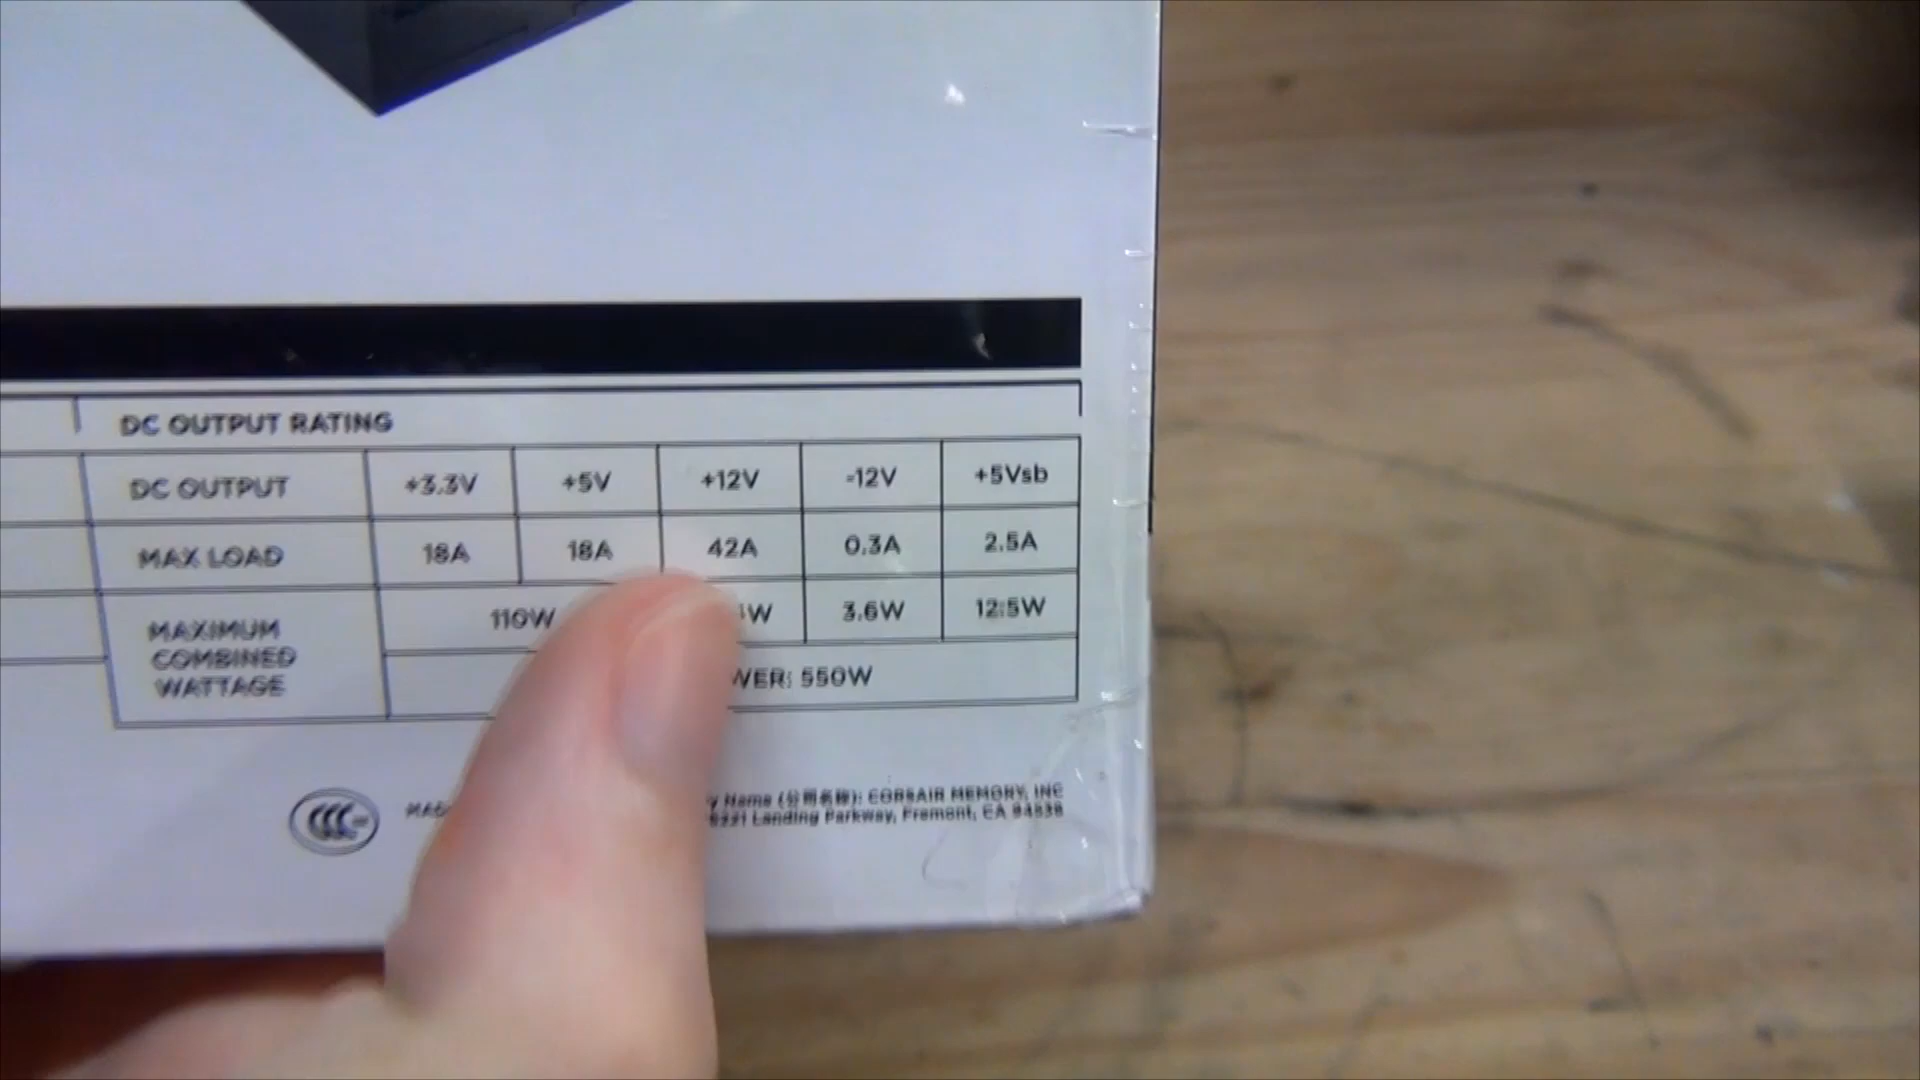 DC OUTPUT RATING
DC OUTPUT +3.3V +5V +12V -12V +5Vsb
MAX LOAD 18A 18A 42A 0.3A 2.5A
MAXIMUM COMBINED WATTAGE 110W 3.6W 12.5W
550W
Name (公司名称): CORSAIR MEMORY, INC
Landing Parkway, Fremont, CA 94538